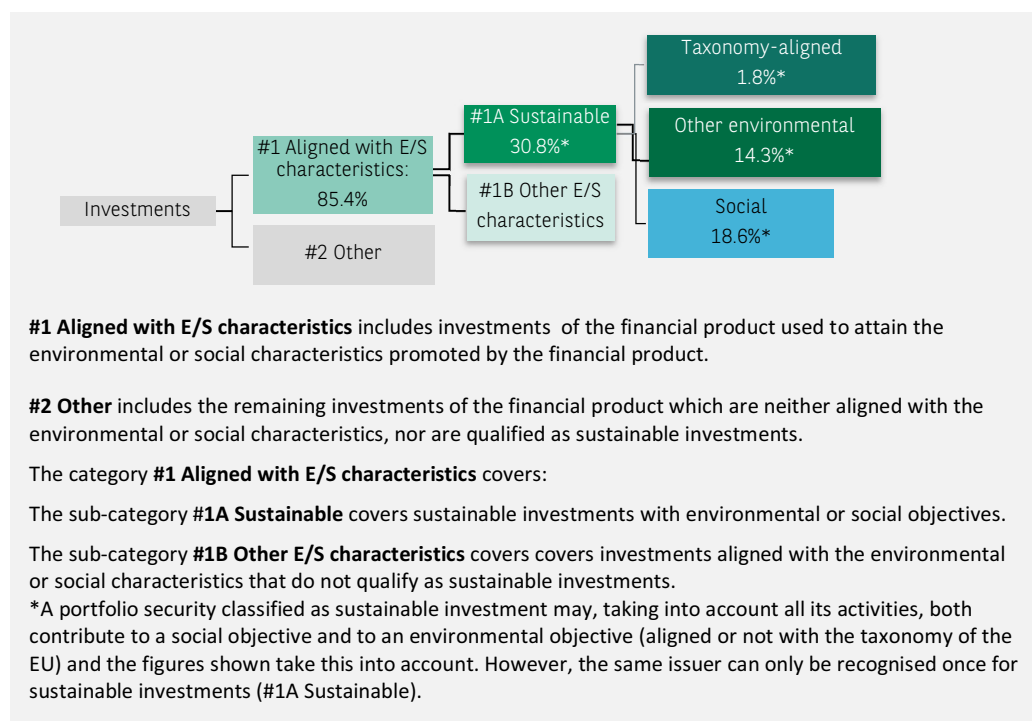 Taxonomy-aligned
1.8%*
#1A Sustainable
30.8%*
Other environmental
14.3%*
#1 Aligned with E/S
characteristics:
85.4%
#1B Other E/S
characteristics
Investments
Social
18.6%*
#2 Other
#1 Aligned with E/S characteristics includes investments of the financial product used to attain the
environmental or social characteristics promoted by the financial product.
#2 Other includes the remaining investments of the financial product which are neither aligned with the
environmental or social characteristics, nor are qualified as sustainable investments.
The category #1 Aligned with E/S characteristics covers:
The sub-category #1A Sustainable covers sustainable investments with environmental or social objectives.
The sub-category #1B Other E/S characteristics covers covers investments aligned with the environmental
or social characteristics that do not qualify as sustainable investments.
*A portfolio security classified as sustainable investment may, taking into account all its activities, both
contribute to a social objective and to an environmental objective (aligned or not with the taxonomy of the
EU) and the figures shown take this into account. However, the same issuer can only be recognised once for
sustainable investments (#1A Sustainable).